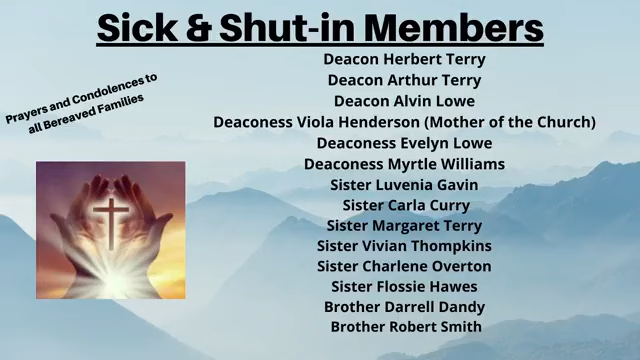 Sick & Shut-in Members
Prayers and Condolences to
all Bereaved Families
Deacon Herbert Terry
Deacon Arthur Terry
Deacon Alvin Lowe
Deaconess Viola Henderson (Mother of the Church)
Deaconess Evelyn Lowe
Deaconess Myrtle Williams
Sister Luvenia Gavin
Sister Carla Curry
Sister Margaret Terry
Sister Vivian Thompkins
Sister Charlene Overton
Sister Flossie Hawes
Brother Darrell Dandy
Brother Robert Smith